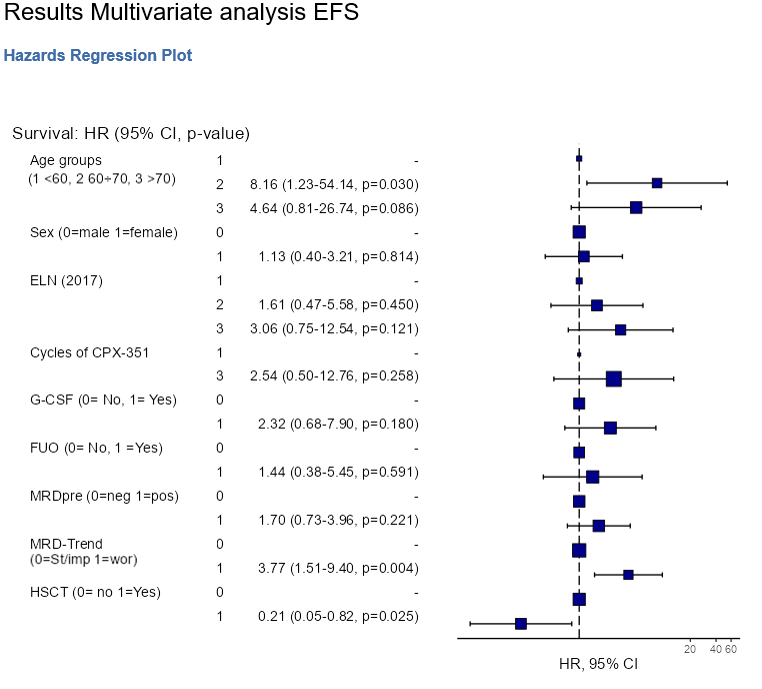 Results Multivariate analysis EFS
Hazards Regression Plot
Survival: HR (95% CI, p-value)
Age groups 1 -
(1 <60, 2 60÷70, 3 >70)
2 8.16 (1.23-54.14, p=0.030)
3 4.64 (0.81-26.74, p=0.086)
Sex (0=male 1=female) 0 -
1 1.13 (0.40-3.21, p=0.814)
ELN (2017) 1 -
2 1.61 (0.47-5.58, p=0.450)
3 3.06 (0.75-12.54, p=0.121)
Cycles of CPX-351 1 -
3 2.54 (0.50-12.76, p=0.258)
G-CSF (0= No, 1= Yes) 0 -
1 2.32 (0.68-7.90, p=0.180)
FUO (0= No, 1 =Yes) 0 -
1 1.44 (0.38-5.45, p=0.591)
MRDpre (0=neg 1=pos) 0 -
1 1.70 (0.73-3.96, p=0.221)
MRD-Trend 0 -
(0=St/imp 1=wor)
1 3.77 (1.51-9.40, p=0.004)
HSCT (0= no 1=Yes) 0 -
1 0.21 (0.05-0.82, p=0.025)
20 40 60
HR, 95% CI